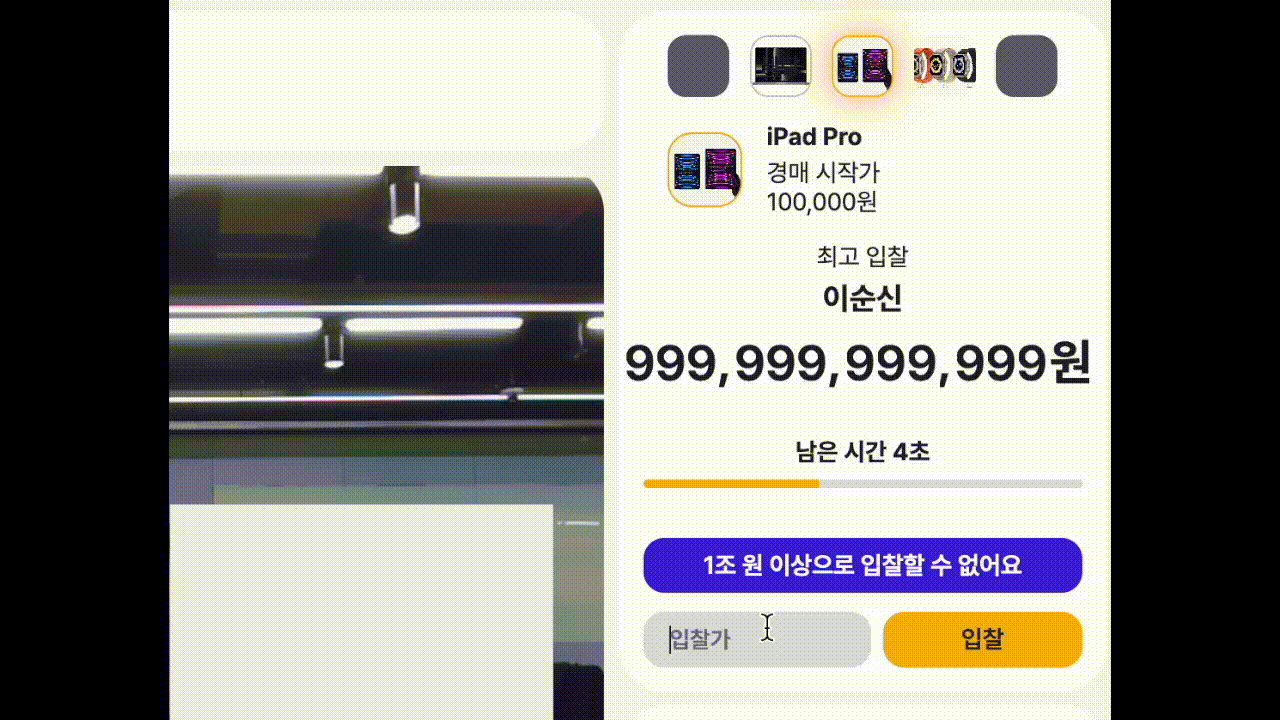 iPad Pro
경매 시작가
100,000원
최고 입찰
이순신
999,999,999,999원
남은 시간 4초
1조 원 이상으로 입찰할 수 없어요
입찰가
입찰